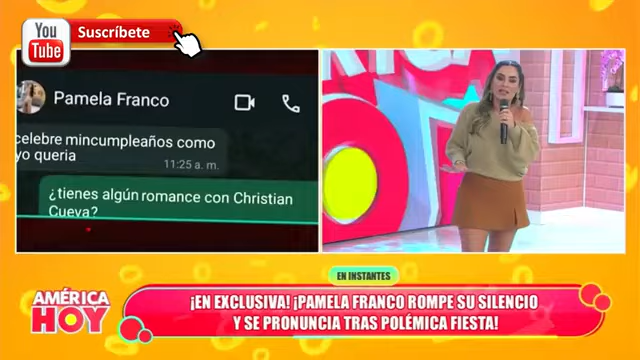 You
Tube
Suscríbete
Pamela Franco
celebre mincumpleaños como
yo queria
11:25 a. m.
¿tienes algún romance con Christian
Cueva?
EN INSTANTES
AMÉRICA
HOY
¡EN EXCLUSIVA! ¡PAMELA FRANCO ROMPE SU SILENCIO
Y SE PRONUNCIA TRAS POLÉMICA FIESTA!